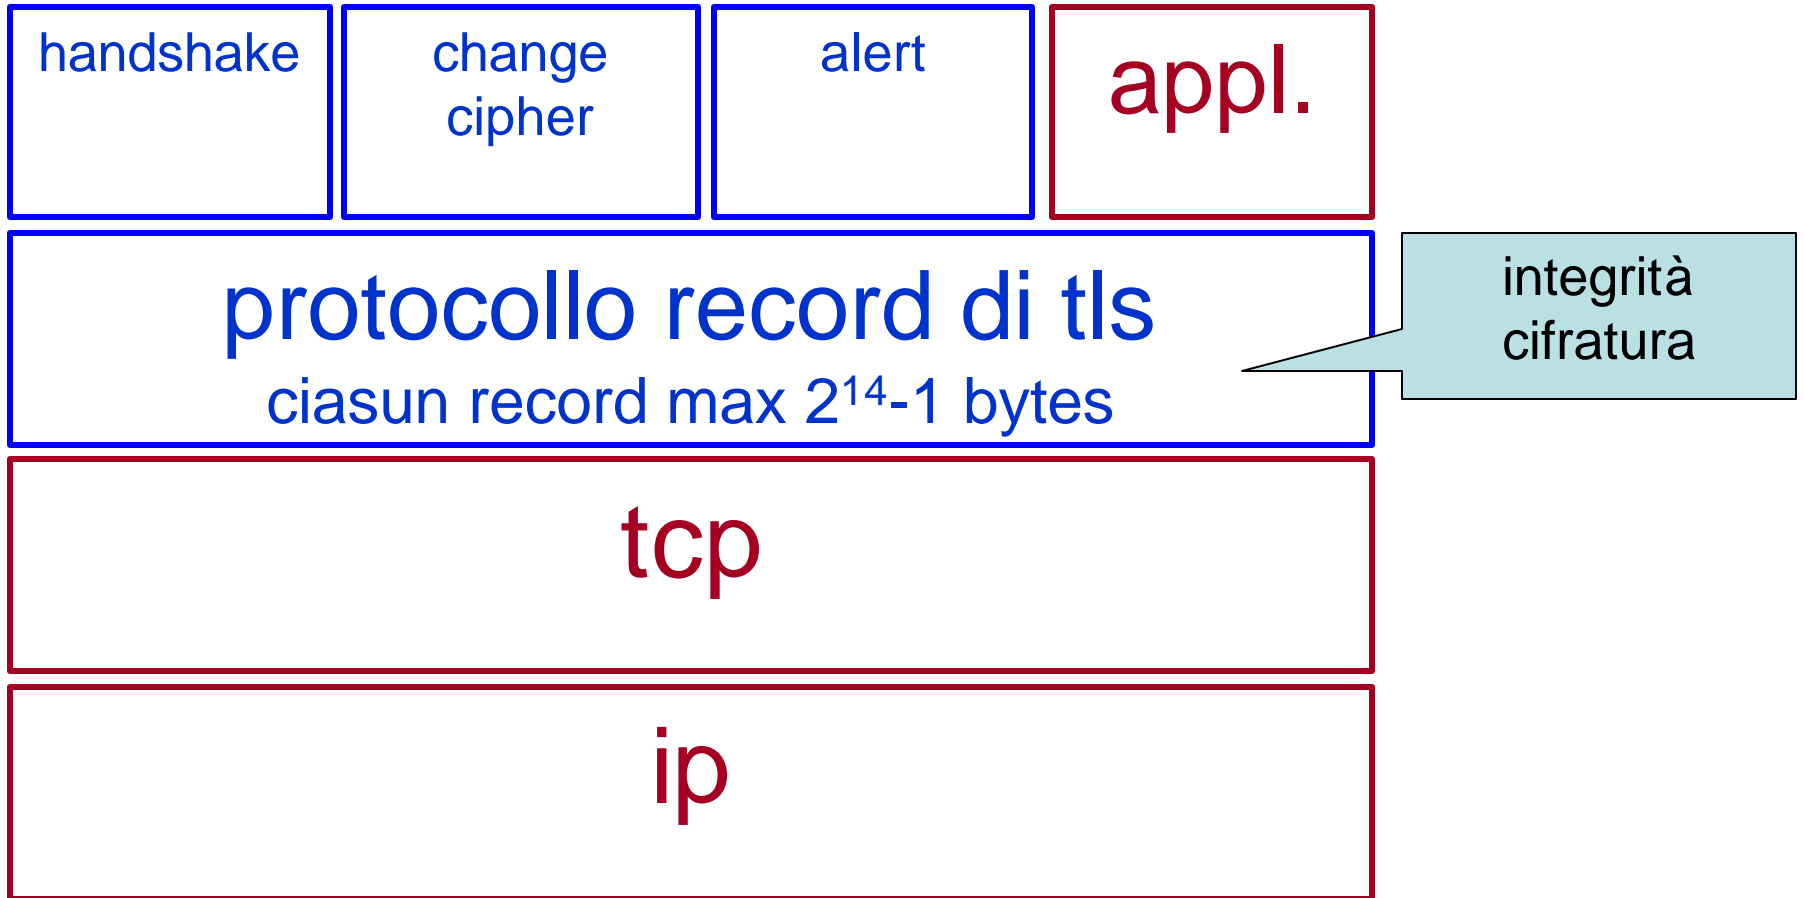 handshake
change
cipher
alert
appl.
protocollo record di tls
ciasun record max 2¹⁴-1 bytes
integrità
cifratura
tcp
ip